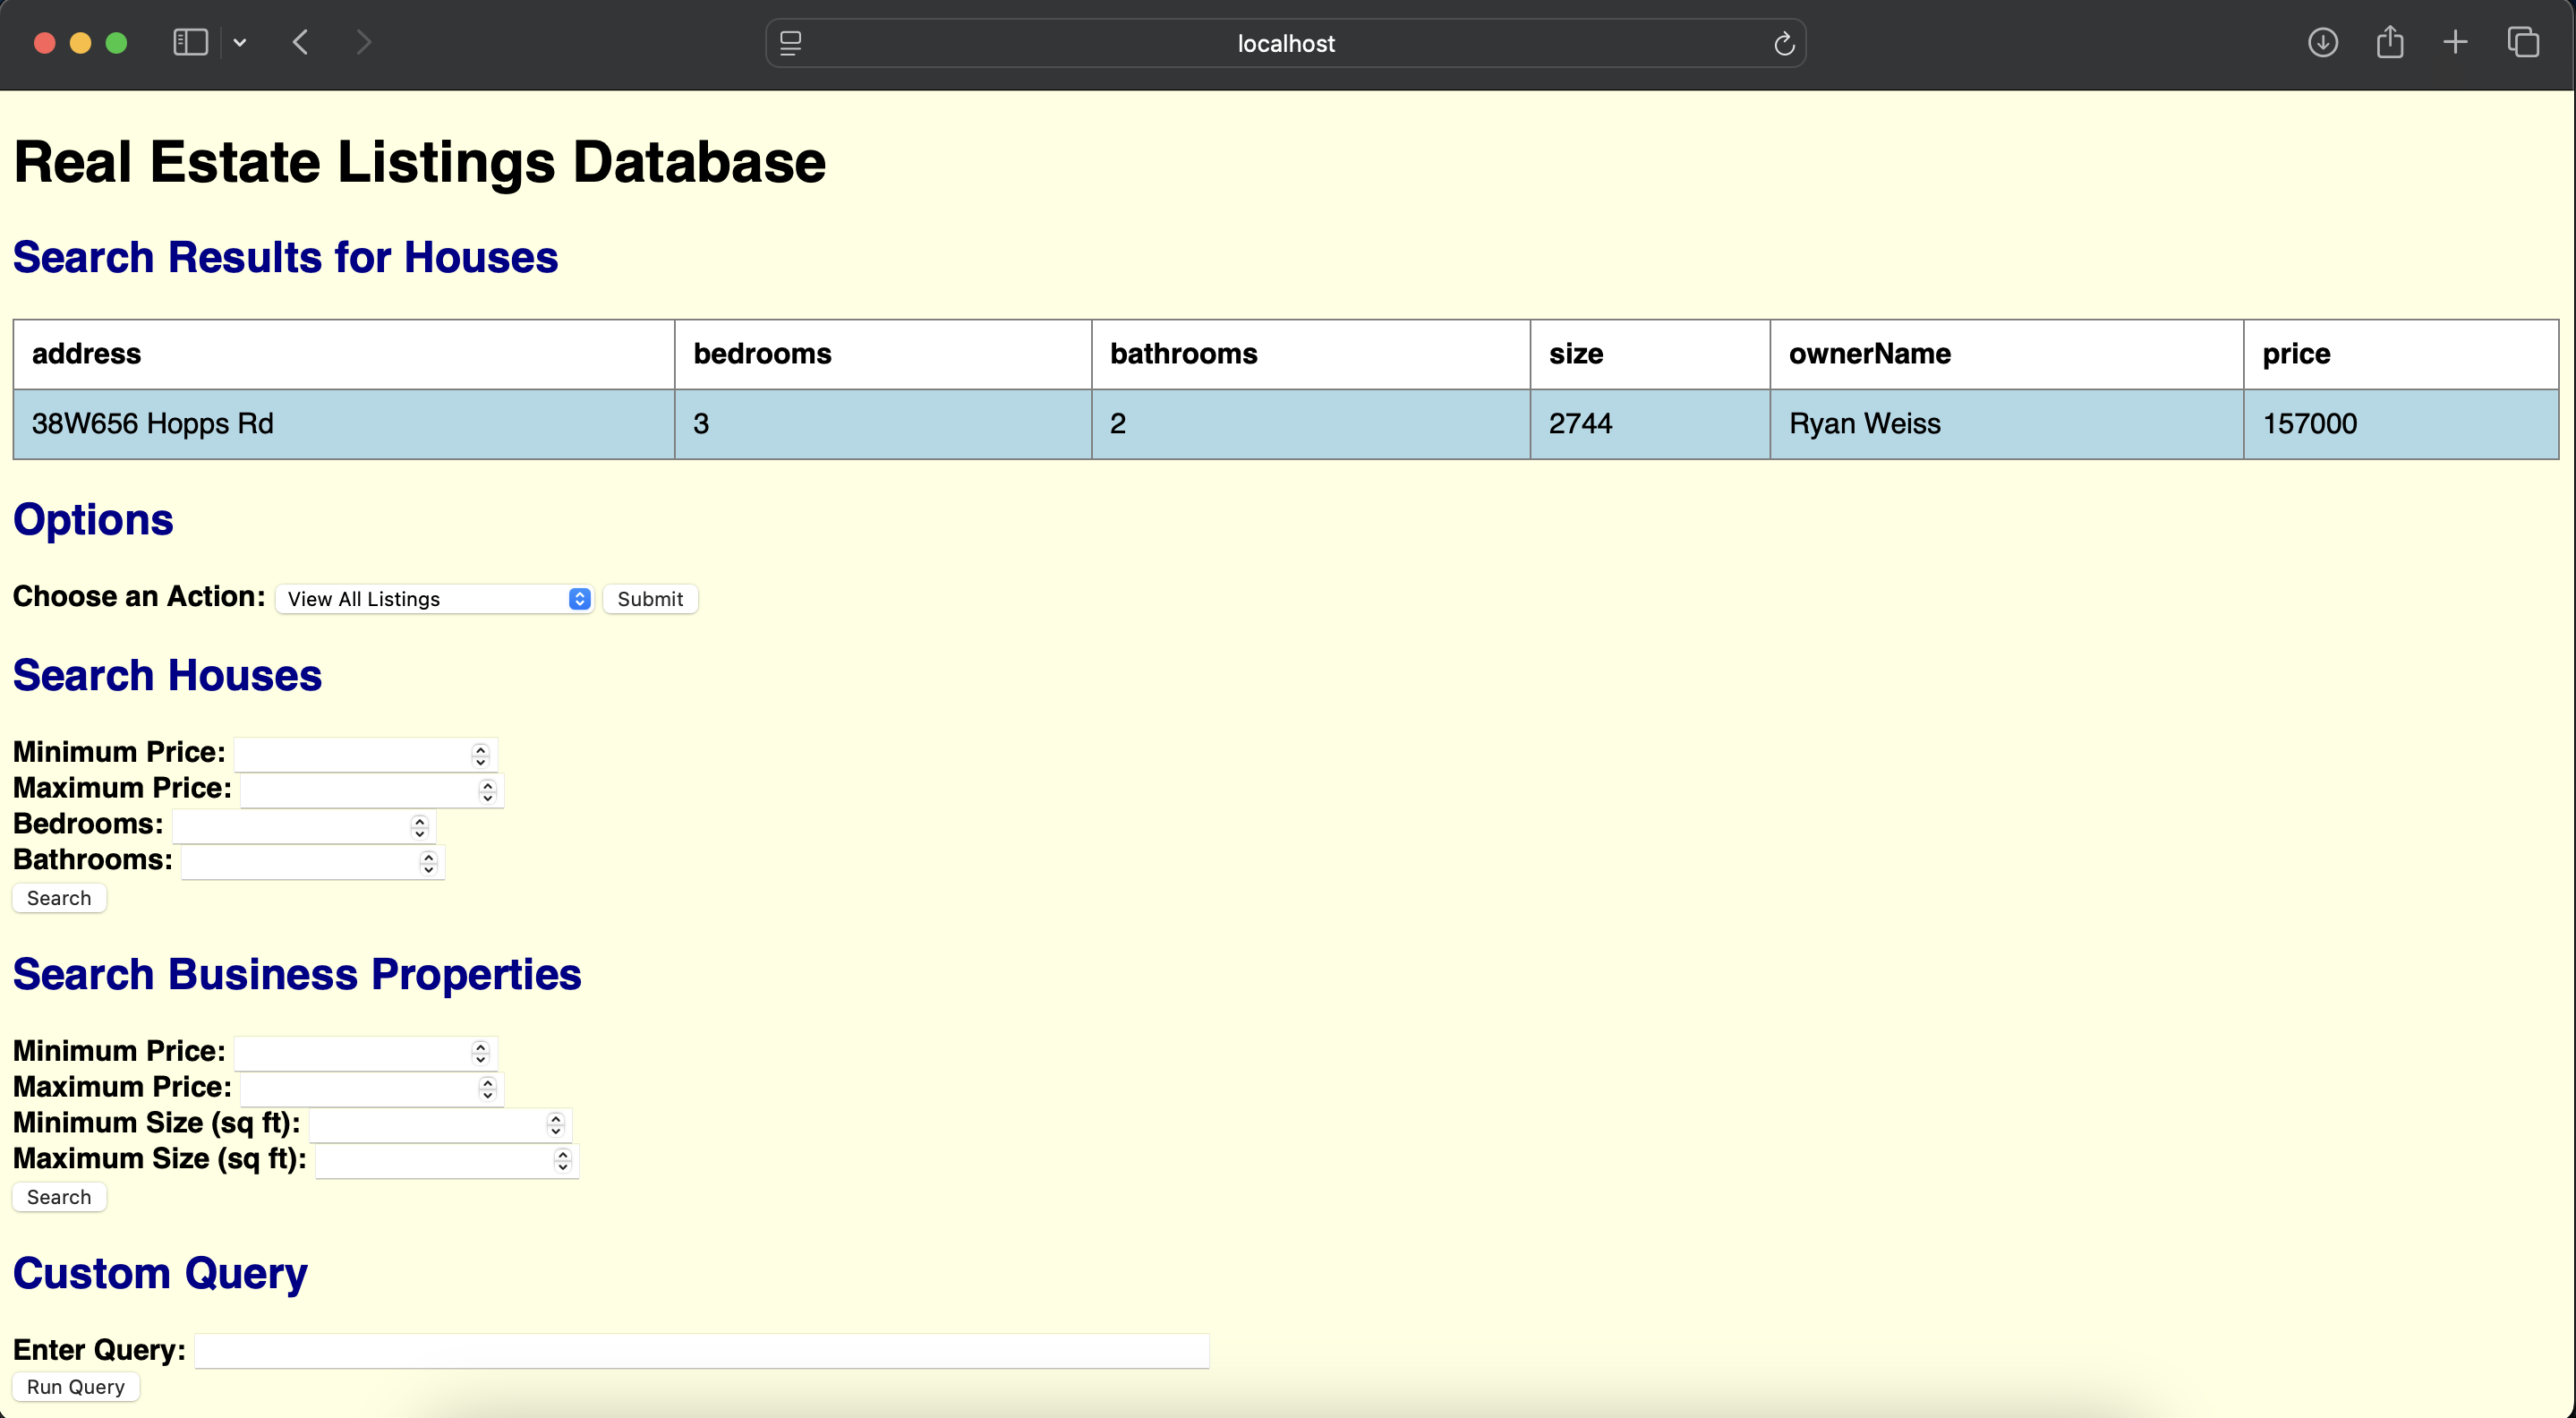 localhost
Real Estate Listings Database
Search Results for Houses
address bedrooms bathrooms size ownerName price
38W656 Hopps Rd 3 2 2744 Ryan Weiss 157000
Options
Choose an Action: View All Listings Submit
Search Houses
Minimum Price:
Maximum Price:
Bedrooms:
Bathrooms:
Search
Search Business Properties
Minimum Price:
Maximum Price:
Minimum Size (sq ft):
Maximum Size (sq ft):
Search
Custom Query
Enter Query:
Run Query